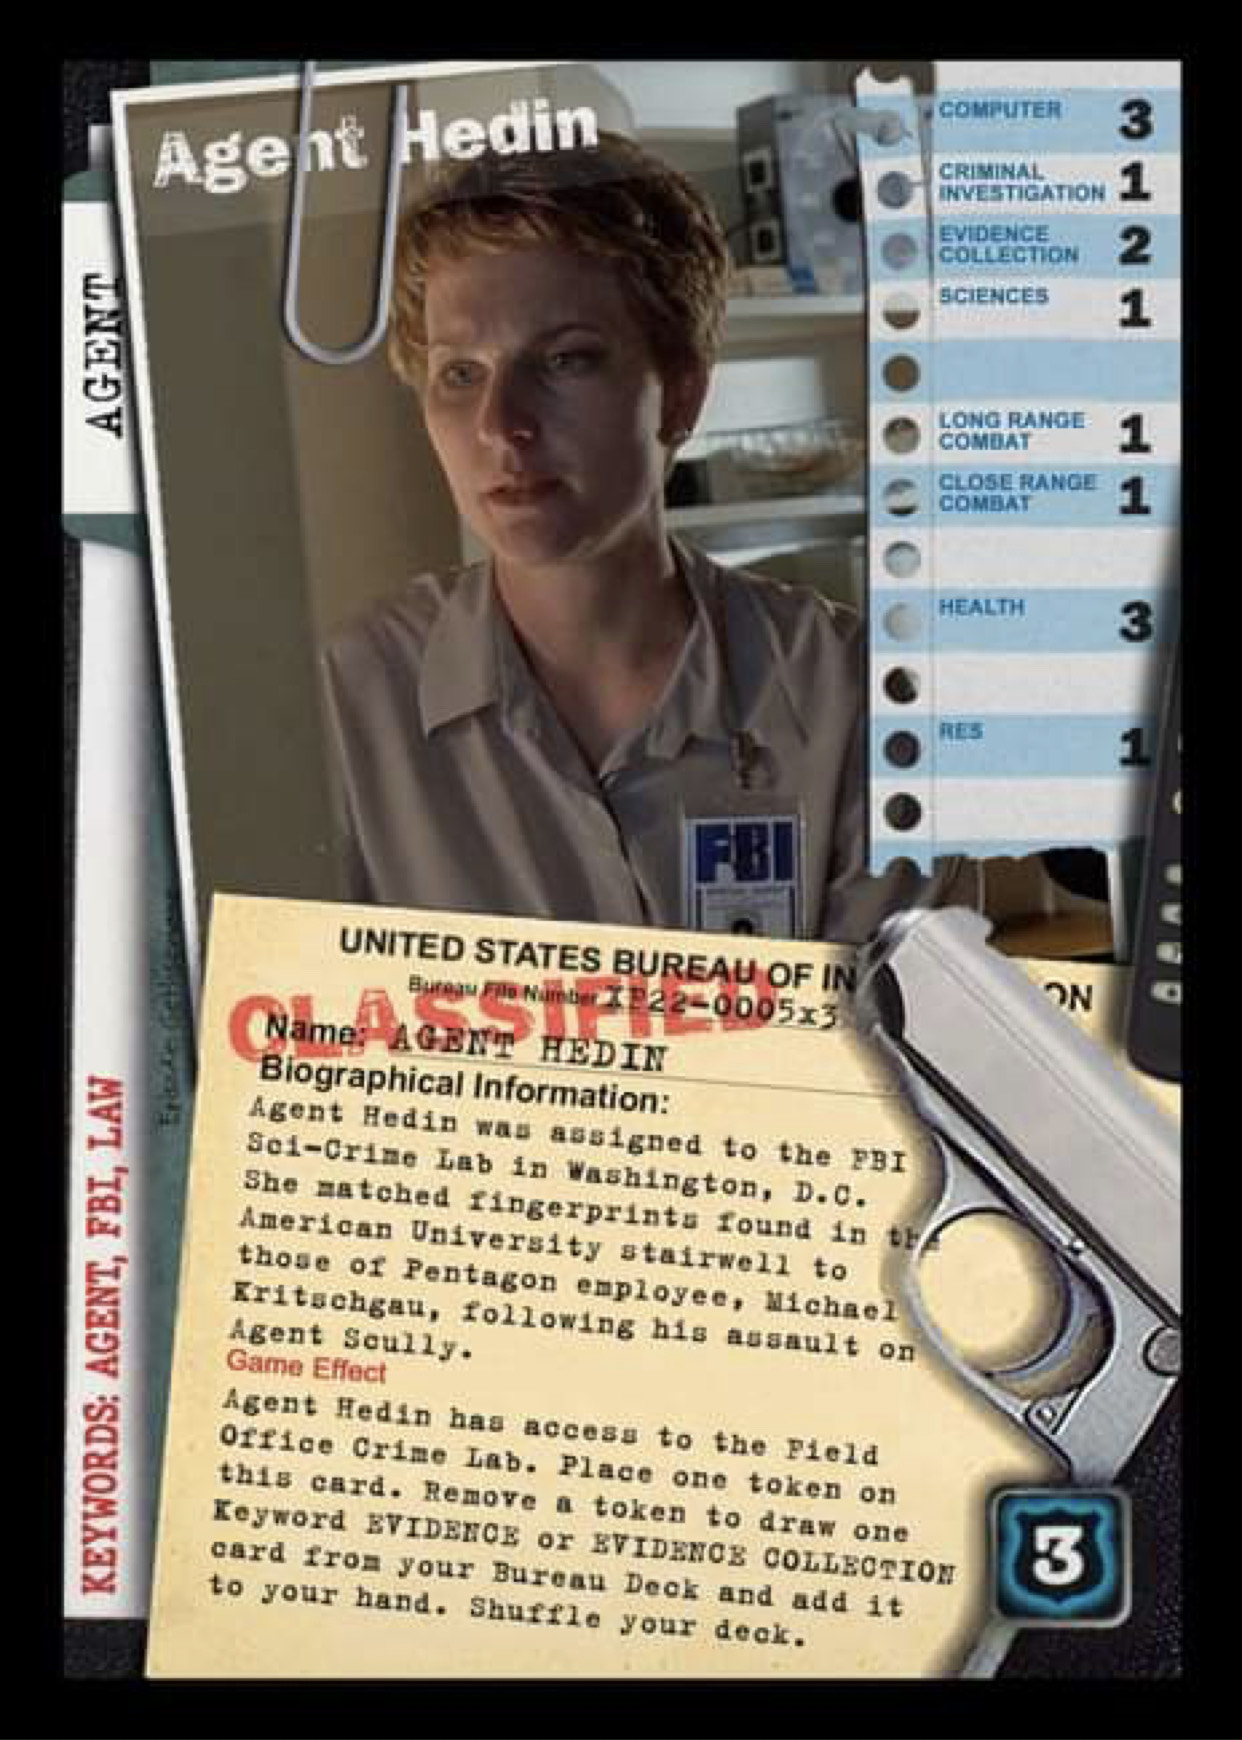 Agent Hedin
AGENT
COMPUTER 3
CRIMINAL
INVESTIGATION 1
EVIDENCE
COLLECTION 2
SCIENCES 1
LONG RANGE
COMBAT 1
CLOSE RANGE
COMBAT 1
HEALTH 3
RES 1
FBI
UNITED STATES BUREAU OF IN ON
CLASSIFIED
Bureau File Number XP22-0005x3
Name: AGENT HEDIN
Biographical Information:
Agent Hedin was assigned to the FBI
Sci-Crime Lab in Washington, D.C.
She matched fingerprints found in the
American University stairwell to
those of Pentagon employee, Michael
Kritschgau, following his assault on
Agent Scully.
Game Effect
Agent Hedin has access to the Field
Office Crime Lab. Place one token on
this card. Remove a token to draw one
Keyword EVIDENCE or EVIDENCE COLLECTION
card from your Bureau Deck and add it
to your hand. Shuffle your deck.
KEYWORDS: AGENT, FBI, LAW
3